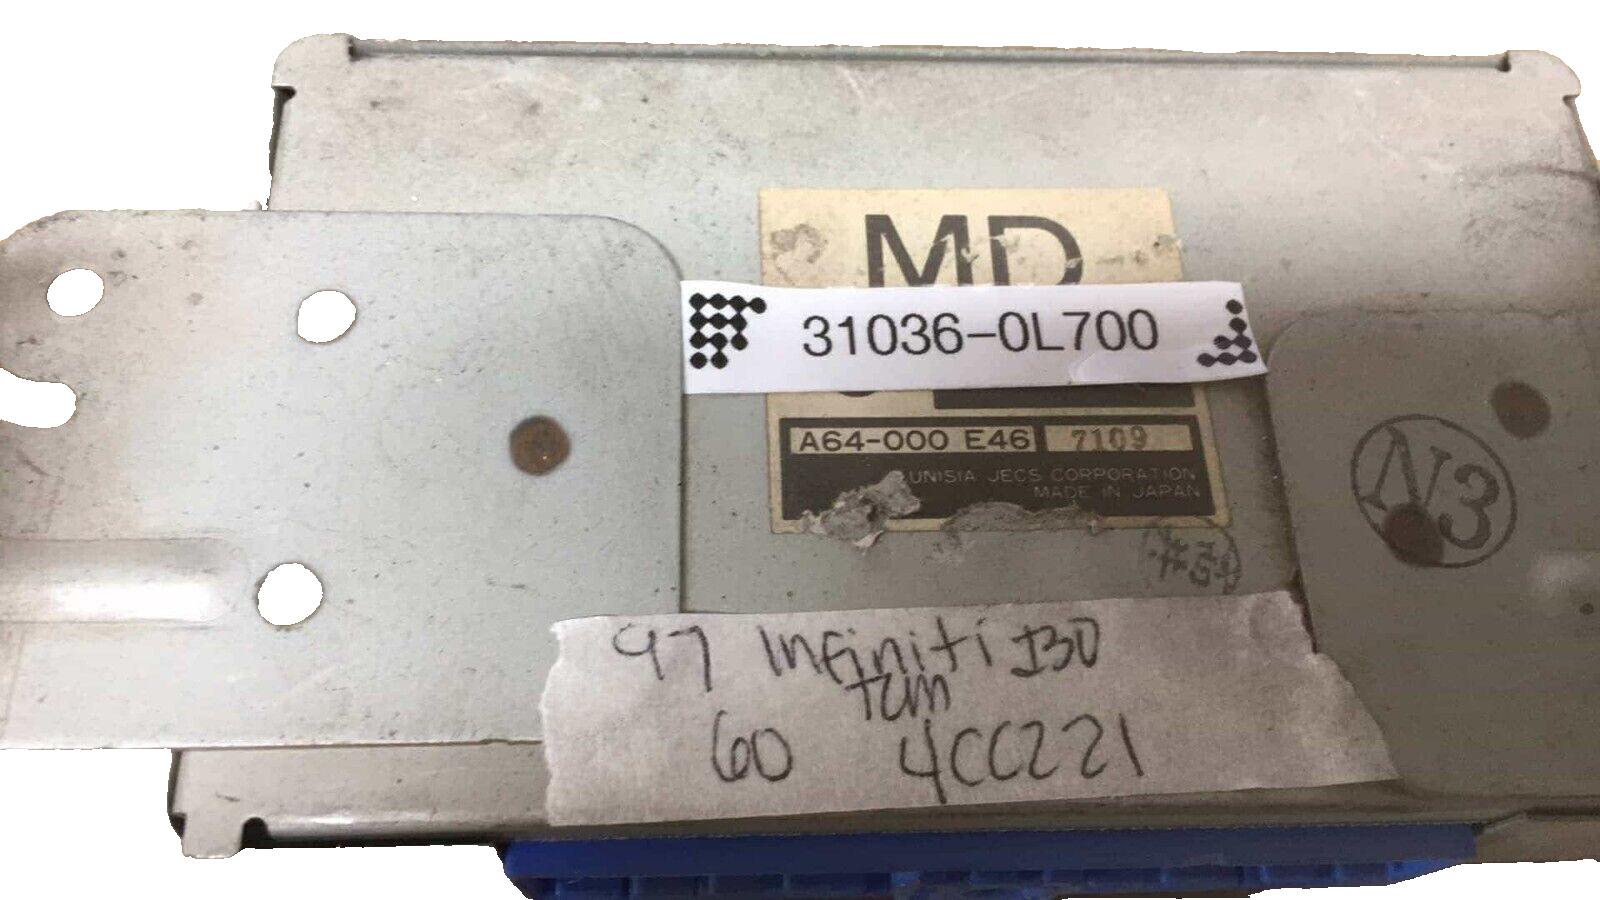 MD
31036-0L700
A64-000 E46 7109
UNISIA JECS CORPORATION
MADE IN JAPAN
N3
97 Infiniti I30
TCM
60 4CC221